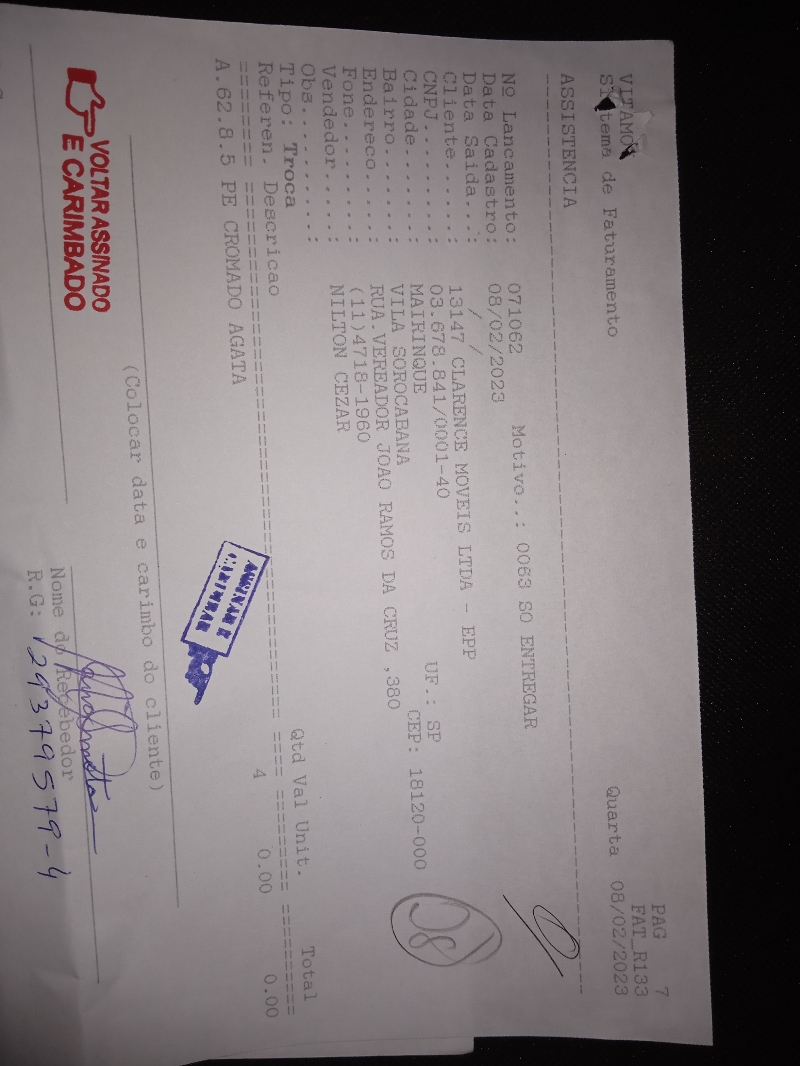 VITAMO PAG 7
Sistema de Faturamento FAT_R133
Quarta 08/02/2023
ASSISTENCIA
Nº Lancamento: 071062 Motivo..: 0063 SO ENTREGAR
Data Cadastro: 08/02/2023
Data Saida...: / /
Cliente......: 13147 CLARENCE MOVEIS LTDA - EPP
CNPJ.........: 03.678.841/0001-40 UF.: SP
Cidade.......: MAIRINQUE CEP: 18120-000
Bairro.......: VILA SOROCABANA
Endereco.....: RUA.VEREADOR JOAO RAMOS DA CRUZ ,380
Fone.........: (11)4718-1960
Vendedor.....: NILTON CEZAR
Obs..........:
Tipo: Troca
Referen. Descricao Qtd Val Unit. Total
A.62.8.5 PE CROMADO AGATA 4 0.00 0.00
08
ASSINAR E
CARIMBAR
(Colocar data e carimbo do cliente)
VOLTAR ASSINADO
E CARIMBADO
Nome do Recebedor
R.G: 29379579-4